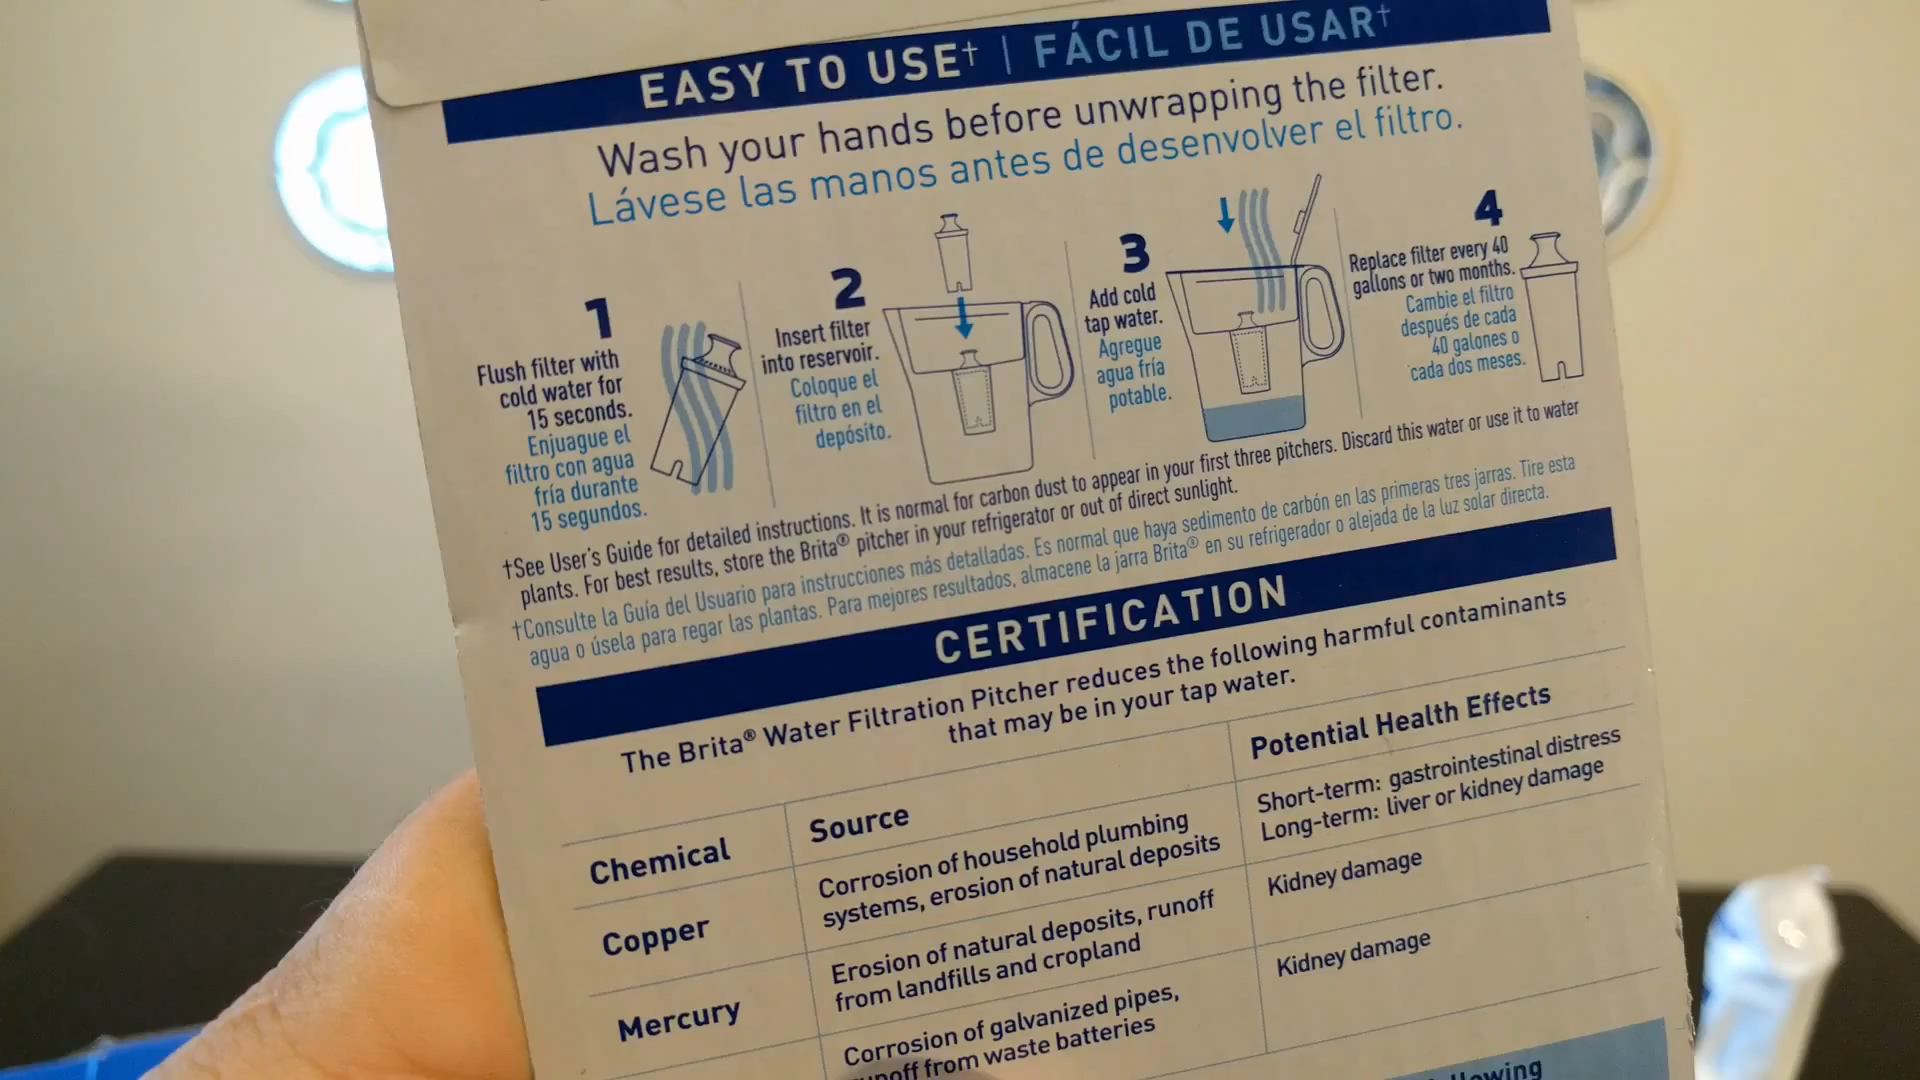 EASY TO USE† | FÁCIL DE USAR†
Wash your hands before unwrapping the filter.
Lávese las manos antes de desenvolver el filtro.
1
Flush filter with
cold water for
15 seconds.
Enjuague el
filtro con agua
fría durante
15 segundos.
2
Insert filter
into reservoir.
Coloque el
filtro en el
depósito.
3
Add cold
tap water.
Agregue
agua fría
potable.
4
Replace filter every 40
gallons or two months.
Cambie el filtro
después de cada
40 galones o
cada dos meses.
†See User's Guide for detailed instructions. It is normal for carbon dust to appear in your first three pitchers. Discard this water or use it to water
plants. For best results, store the Brita® pitcher in your refrigerator or out of direct sunlight.
†Consulte la Guía del Usuario para instrucciones más detalladas. Es normal que haya sedimento de carbón en las primeras tres jarras. Tire esta
agua o úsela para regar las plantas. Para mejores resultados, almacene la jarra Brita® en su refrigerador o alejada de la luz solar directa.
CERTIFICATION
The Brita® Water Filtration Pitcher reduces the following harmful contaminants
that may be in your tap water.
Chemical
Source
Potential Health Effects
Copper
Corrosion of household plumbing
systems, erosion of natural deposits
Short-term: gastrointestinal distress
Long-term: liver or kidney damage
Mercury
Erosion of natural deposits, runoff
from landfills and cropland
Kidney damage
Corrosion of galvanized pipes,
from waste batteries
Kidney damage